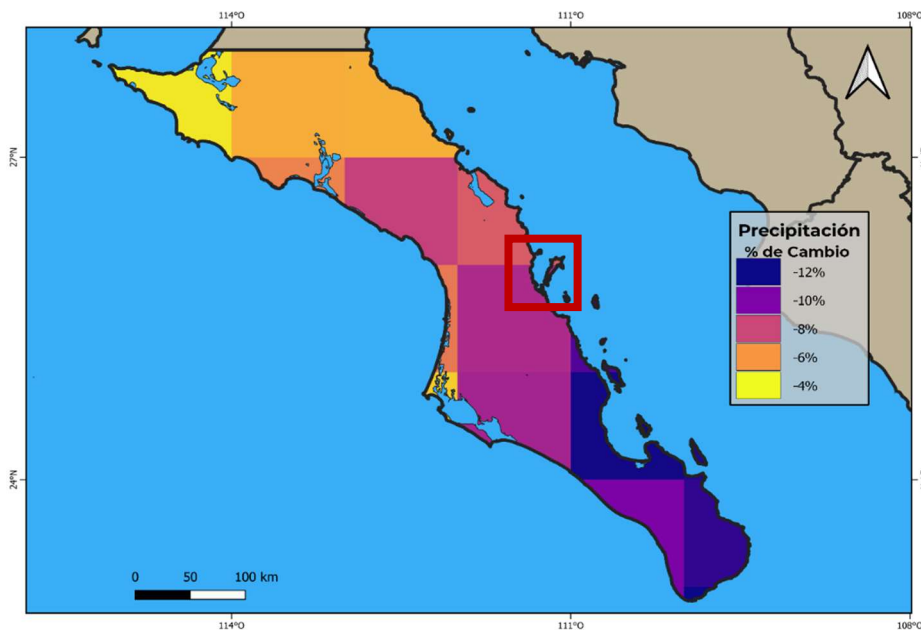 114°O
111°O
108°O
27°N
24°N
Precipitación
% de Cambio
-12%
-10%
-8%
-6%
-4%
0 50 100 km
114°O
111°O
108°O